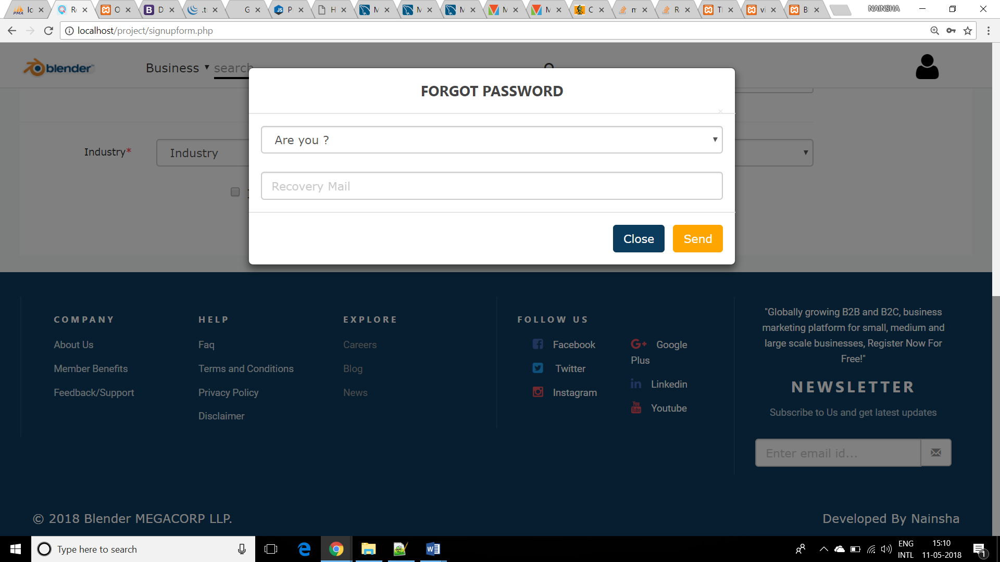 PMA Ic
Re
O
D
.t
G
Pl
H
M
M
M
M
M
C
m
R
Tl
vi
B
NAINSHA
localhost/project/signupform.php
blender
Business
search
FORGOT PASSWORD
×
Are you ?
Industry*
Industry
Recovery Mail
Close
Send
COMPANY
HELP
EXPLORE
FOLLOW US
About Us
Faq
Careers
Facebook
Google Plus
Member Benefits
Terms and Conditions
Blog
Twitter
Linkedin
Feedback/Support
Privacy Policy
News
Instagram
Youtube
Disclaimer
"Globally growing B2B and B2C, business
marketing platform for small, medium and
large scale businesses, Register Now For
Free!"
NEWSLETTER
Subscribe to Us and get latest updates
Enter email id...
© 2018 Blender MEGACORP LLP.
Developed By Nainsha
Type here to search
ENG
INTL
15:10
11-05-2018
1